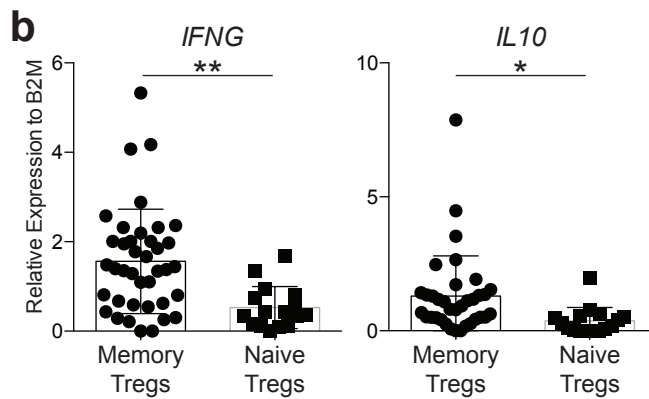 b
IFNG
IL10
Relative Expression to B2M
6
4
2
0
**
Memory
Tregs
Naive
Tregs
10
5
0
*
Memory
Tregs
Naive
Tregs